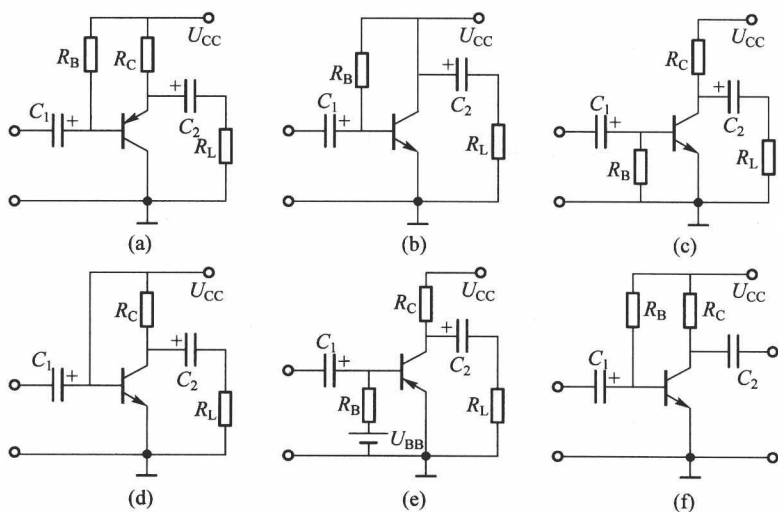 U_CC
R_B
R_C
C_1
+
+
C_2
R_L
(a)
U_CC
R_B
C_1
+
+
C_2
R_L
(b)
U_CC
R_C
C_1
+
+
C_2
R_B
R_L
(c)
U_CC
R_C
C_1
+
+
C_2
R_L
(d)
U_CC
R_C
C_1
+
+
C_2
R_B
R_L
U_BB
(e)
U_CC
R_B
R_C
C_1
+
C_2
(f)